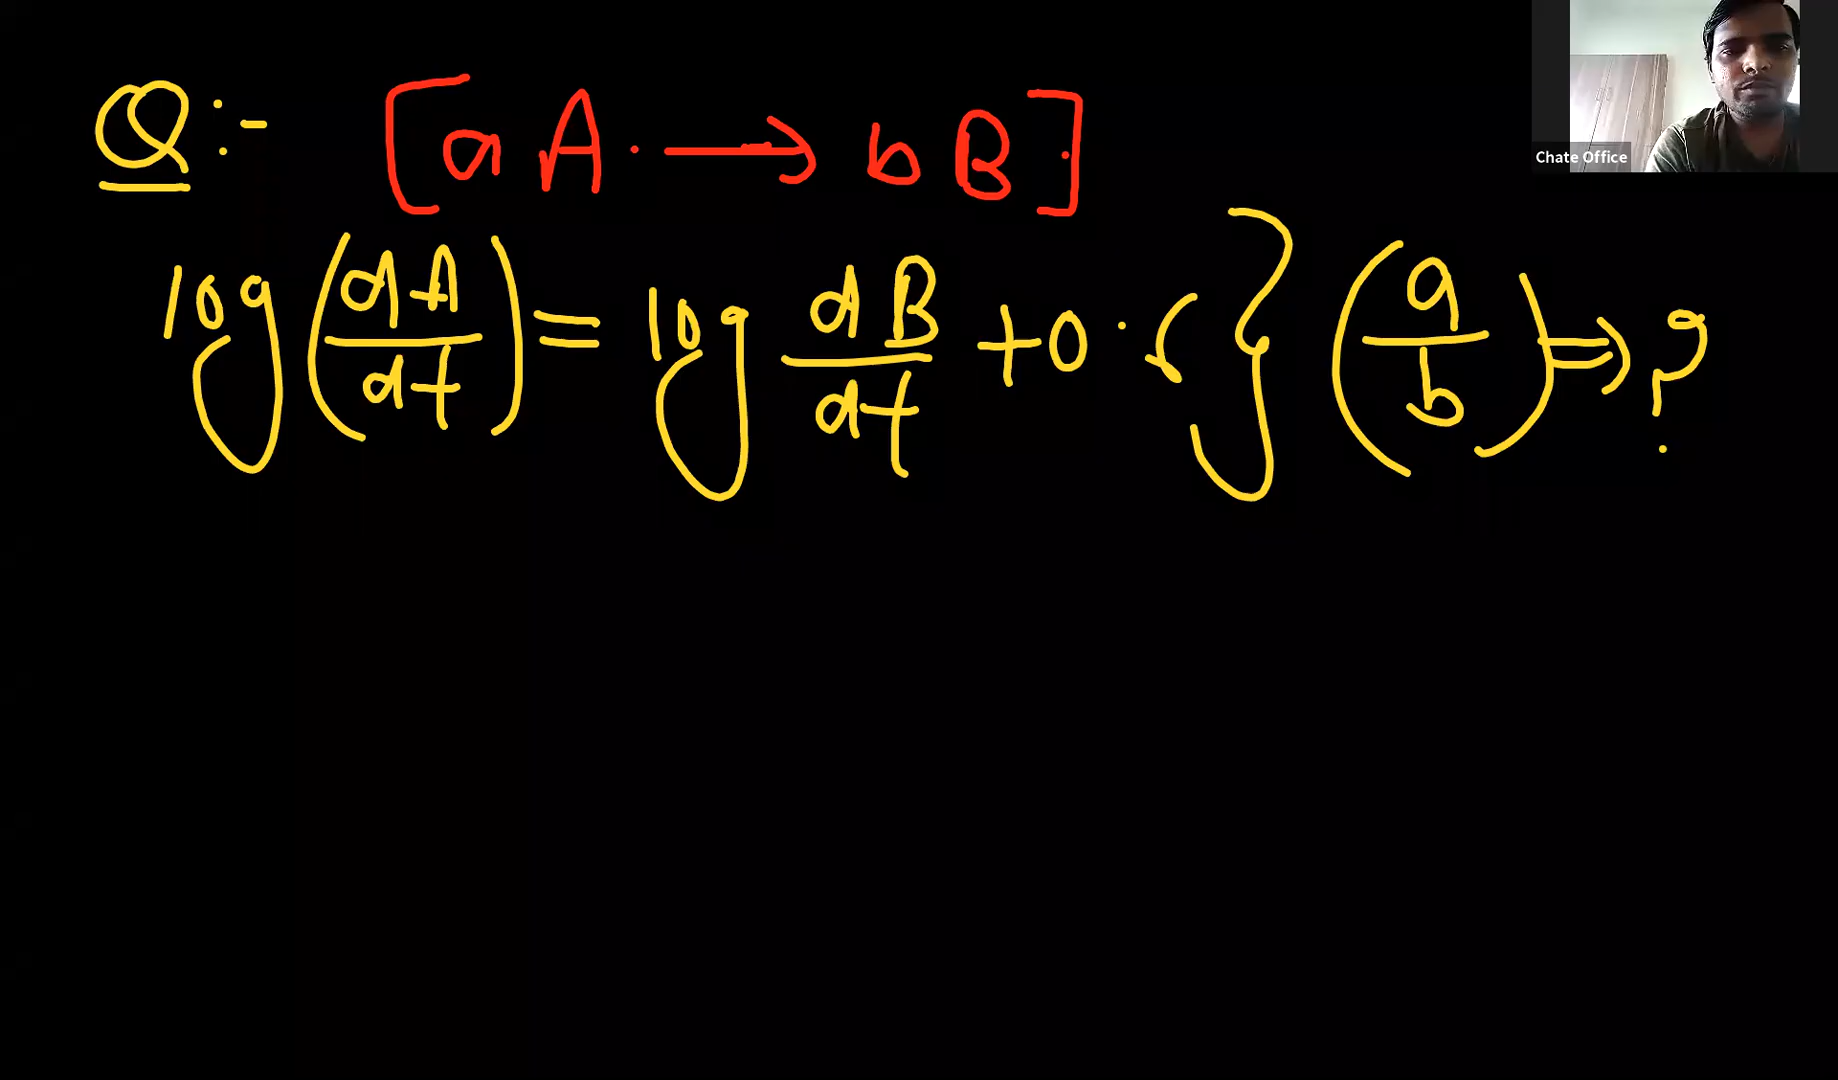 Q:- [aA. → bB]
Chate Office
log(dA/dt) = log dB/dt + 0.6 } (a/b) ⇒ ?